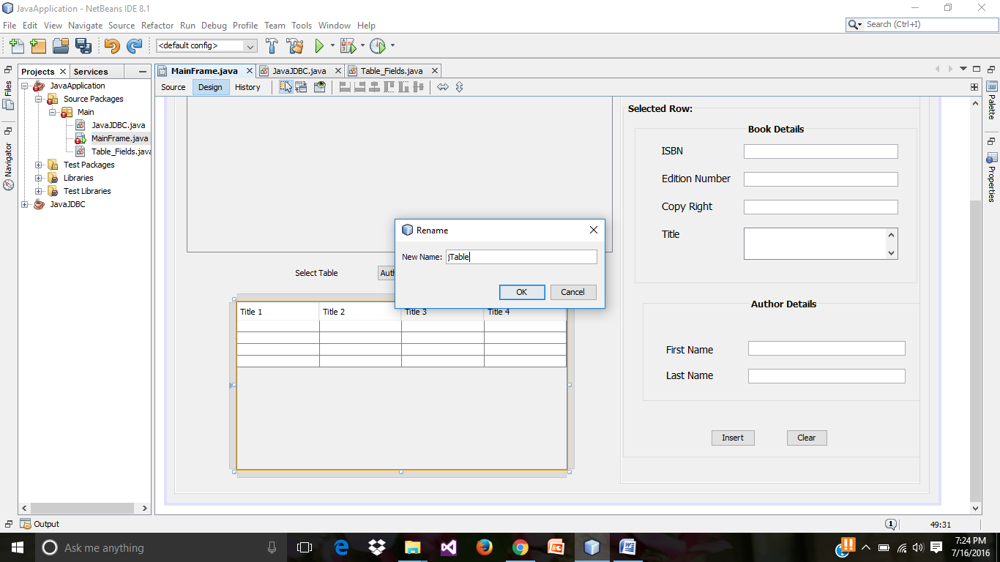 JavaApplication - NetBeans IDE 8.1
File Edit View Navigate Source Refactor Run Debug Profile Team Tools Window Help
Search (Ctrl+I)
<default config>
Projects
Services
Files
Navigator
JavaApplication
Source Packages
Main
JavaJDBC.java
MainFrame.java
Table_Fields.java
Test Packages
Libraries
Test Libraries
JavaJDBC
MainFrame.java
JavaJDBC.java
Table_Fields.java
Source Design History
Select Table
Auth
Title 1 Title 2 Title 3 Title 4
Rename
New Name: jTable
OK Cancel
Selected Row:
Book Details
ISBN
Edition Number
Copy Right
Title
Author Details
First Name
Last Name
Insert Clear
Palette
Properties
Output
1
49:31
Ask me anything
7:24 PM
7/16/2016